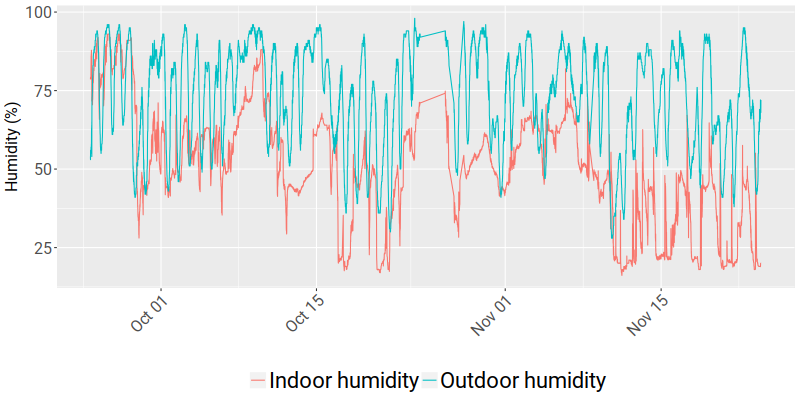 100
75
50
25
Humidity (%)
Oct 01
Oct 15
Nov 01
Nov 15
Indoor humidity
Outdoor humidity